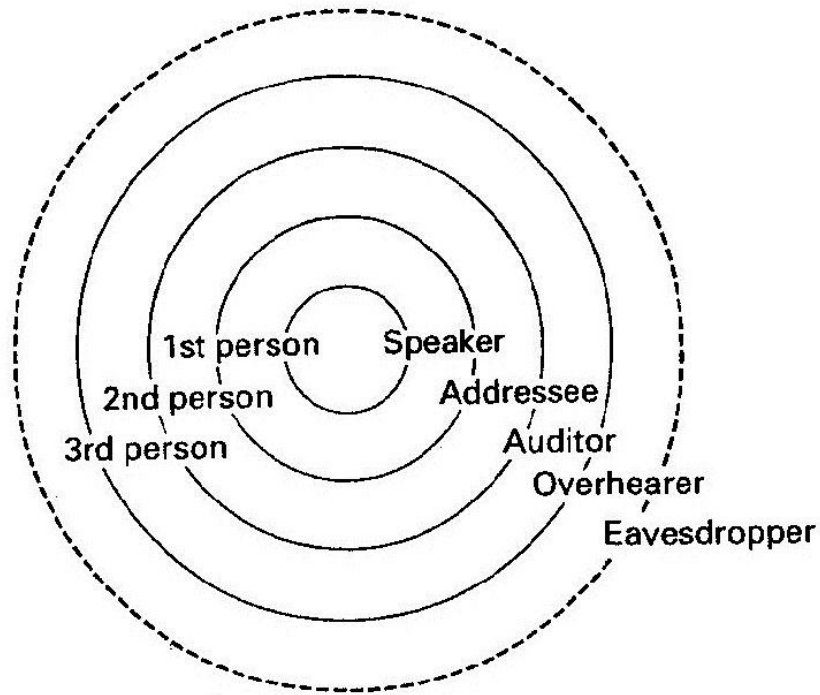 1st person Speaker
2nd person Addressee
3rd person Auditor
Overhearer
Eavesdropper